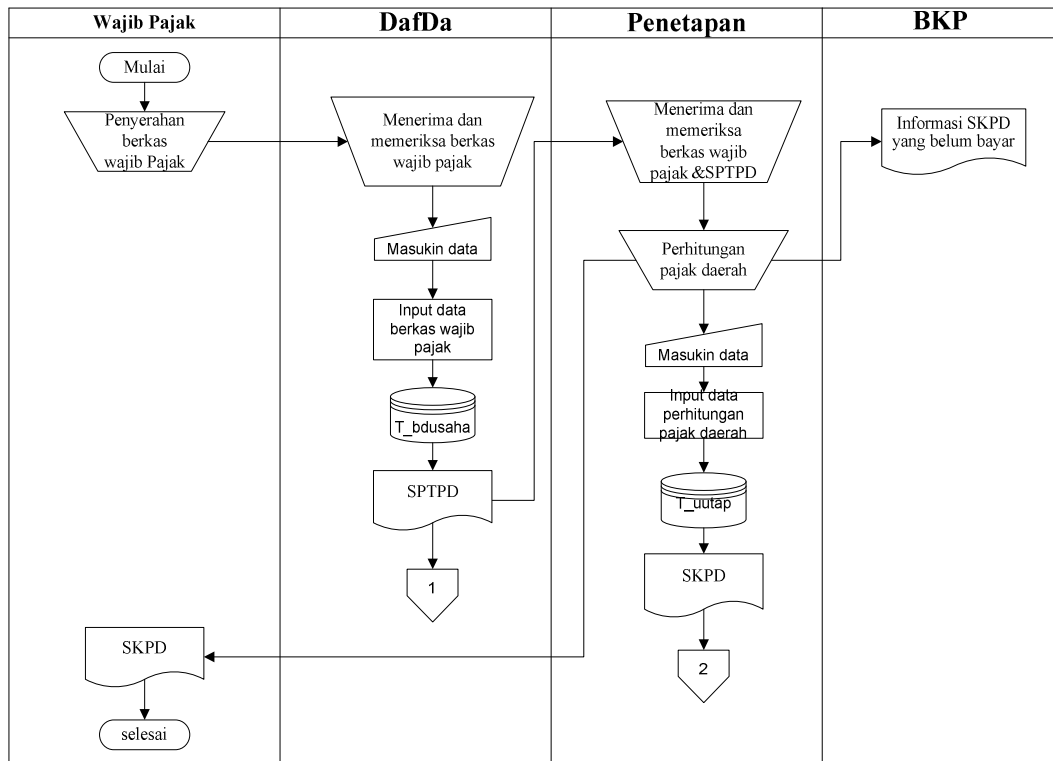 Wajib Pajak
DafDa
Penetapan
BKP
Mulai
Penyerahan
berkas
wajib Pajak
Menerima dan
memeriksa berkas
wajib pajak
Masukin data
Input data
berkas wajib
pajak
T_bdusaha
SPTPD
1
Menerima dan
memeriksa
berkas wajib
pajak &SPTPD
Perhitungan
pajak daerah
Masukin data
Input data
perhitungan
pajak daerah
T_uutap
SKPD
2
Informasi SKPD
yang belum bayar
SKPD
selesai